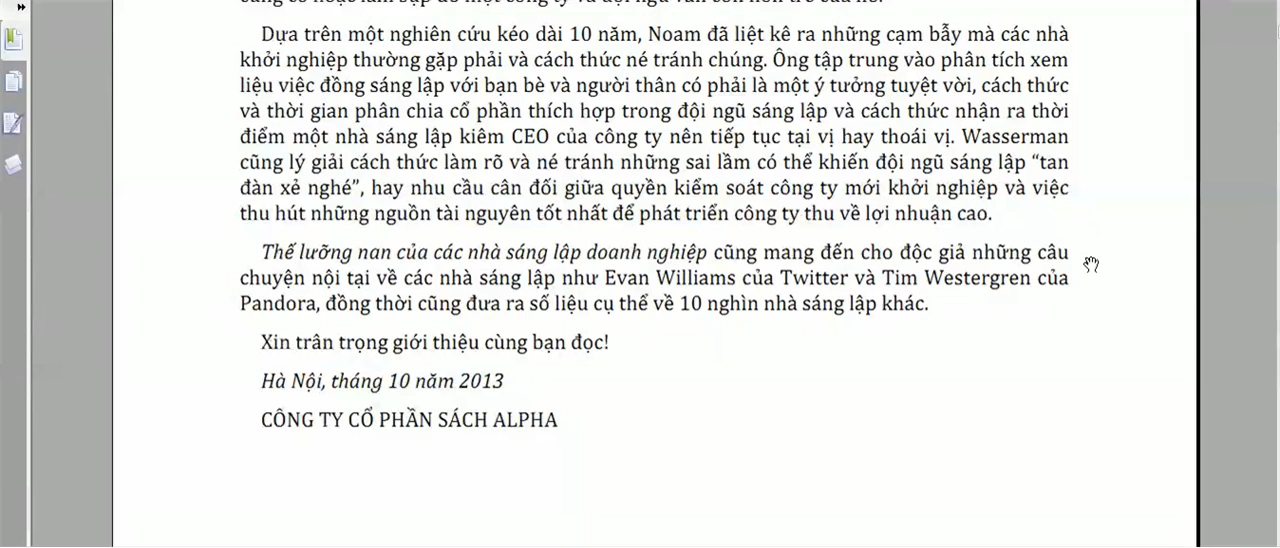 Dựa trên một nghiên cứu kéo dài 10 năm, Noam đã liệt kê ra những cạm bẫy mà các nhà
khởi nghiệp thường gặp phải và cách thức né tránh chúng. Ông tập trung vào phân tích xem
liệu việc đồng sáng lập với bạn bè và người thân có phải là một ý tưởng tuyệt vời, cách thức
và thời gian phân chia cổ phần thích hợp trong đội ngũ sáng lập và cách thức nhận ra thời
điểm một nhà sáng lập kiêm CEO của công ty nên tiếp tục tại vị hay thoái vị. Wasserman
cũng lý giải cách thức làm rõ và né tránh những sai lầm có thể khiến đội ngũ sáng lập “tan
đàn xẻ nghé”, hay nhu cầu cân đối giữa quyền kiểm soát công ty mới khởi nghiệp và việc
thu hút những nguồn tài nguyên tốt nhất để phát triển công ty thu về lợi nhuận cao.
Thế lưỡng nan của các nhà sáng lập doanh nghiệp cũng mang đến cho độc giả những câu
chuyện nội tại về các nhà sáng lập như Evan Williams của Twitter và Tim Westergren của
Pandora, đồng thời cũng đưa ra số liệu cụ thể về 10 nghìn nhà sáng lập khác.
Xin trân trọng giới thiệu cùng bạn đọc!
Hà Nội, tháng 10 năm 2013
CÔNG TY CỔ PHẦN SÁCH ALPHA